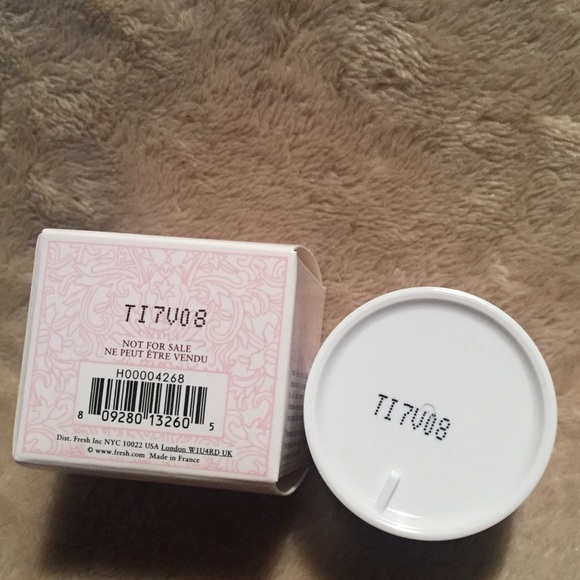 TI7V08
NOT FOR SALE
NE PEUT ÊTRE VENDU
H00004268
8 09280 13260 5
Dist. Fresh Inc NYC 10022 USA London W1U4RD UK
© www.fresh.com Made in France
TI7V08